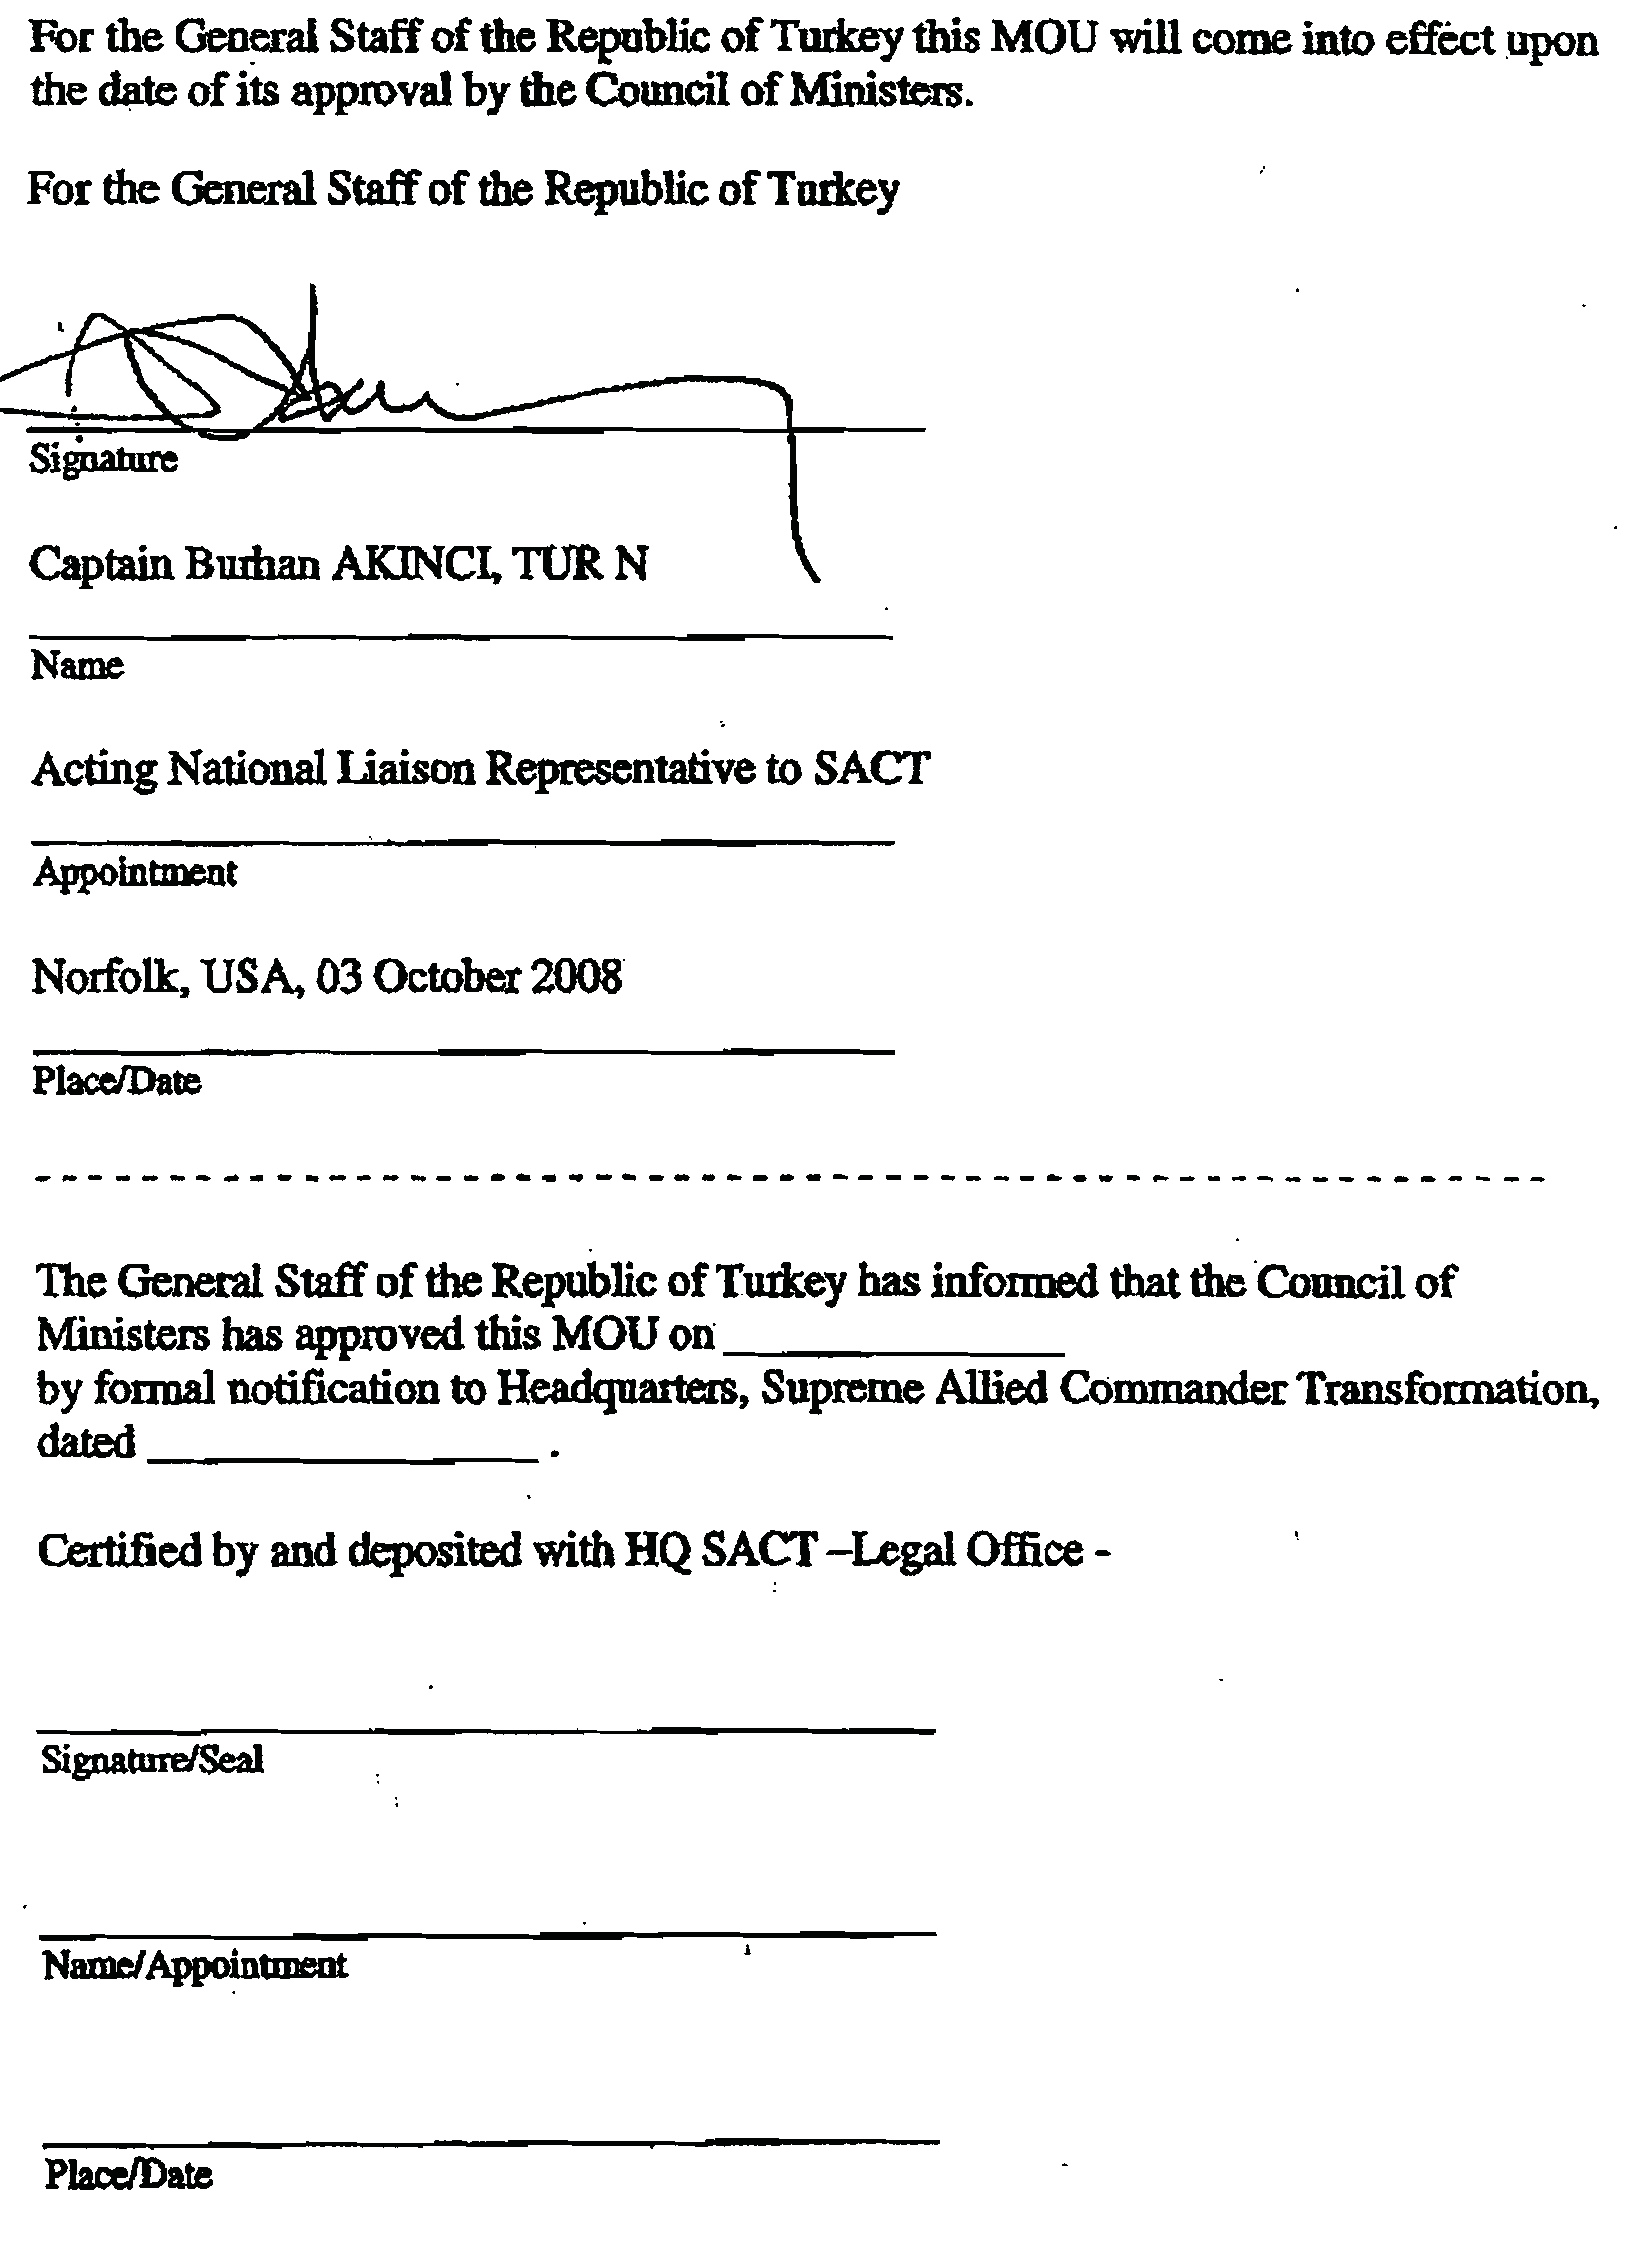 For the General Staff of the Republic of Turkey this MOU will come into effect upon
the date of its approval by the Council of Ministers.
For the General Staff of the Republic of Turkey
Signature
Captain Burhan AKINCI, TUR N
Name
Acting National Liaison Representative to SACT
Appointment
Norfolk, USA, 03 October 2008
Place/Date
The General Staff of the Republic of Turkey has informed that the Council of
Ministers has approved this MOU on
by formal notification to Headquarters, Supreme Allied Commander Transformation,
dated .
Certified by and deposited with HQ SACT –Legal Office -
Signature/Seal
Name/Appointment
Place/Date